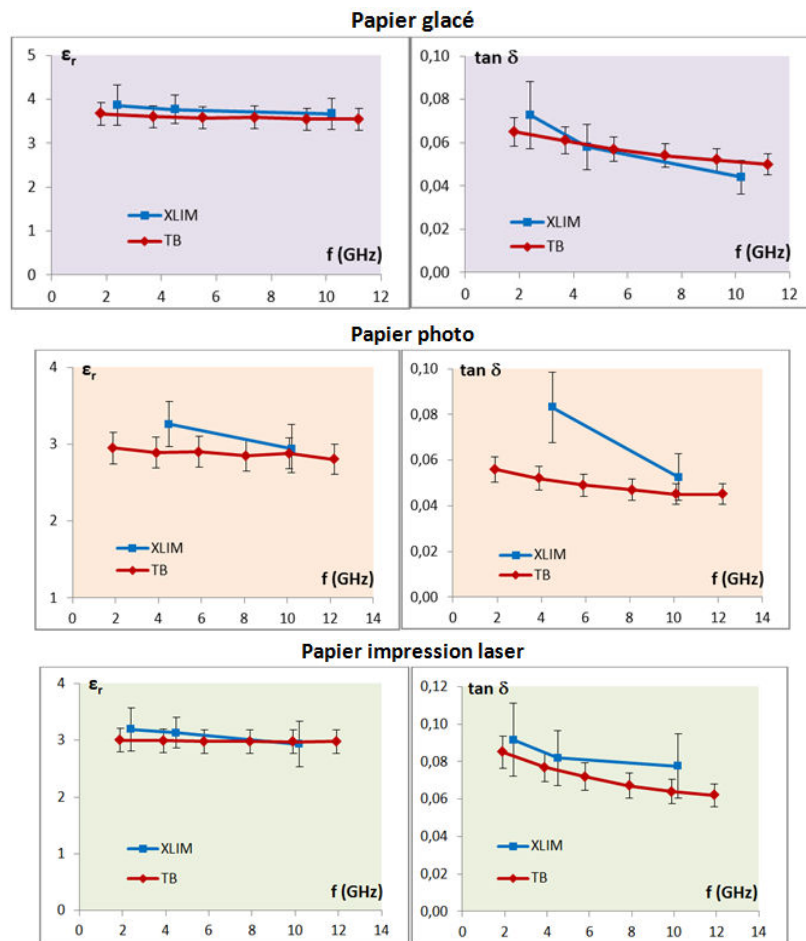 Papier glacé
εr
5
4
3
2
1
0
XLIM
TB
f (GHz)
0 2 4 6 8 10 12
tan δ
0,10
0,08
0,06
0,04
0,02
0,00
XLIM
TB
f (GHz)
0 2 4 6 8 10 12
Papier photo
εr
4
3
2
1
XLIM
TB
f (GHz)
0 2 4 6 8 10 12 14
tan δ
0,10
0,08
0,06
0,04
0,02
0,00
XLIM
TB
f (GHz)
0 2 4 6 8 10 12 14
Papier impression laser
εr
4
3
2
1
0
XLIM
TB
f (GHz)
0 2 4 6 8 10 12 14
tan δ
0,12
0,10
0,08
0,06
0,04
0,02
0,00
XLIM
TB
f (GHz)
0 2 4 6 8 10 12 14